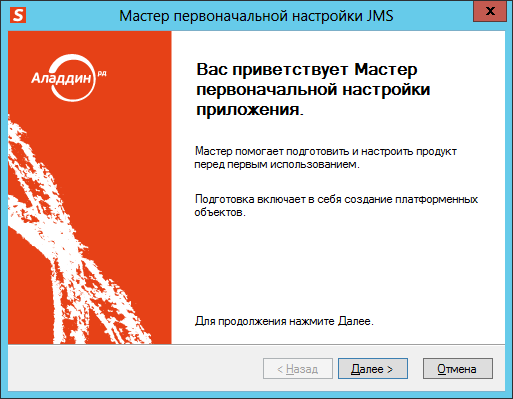 S
Мастер первоначальной настройки JMS
x
Аладдин РД
Вас приветствует Мастер
первоначальной настройки
приложения.
Мастер помогает подготовить и настроить продукт
перед первым использованием.
Подготовка включает в себя создание платформенных
объектов.
Для продолжения нажмите Далее.
< Назад
Далее >
Отмена